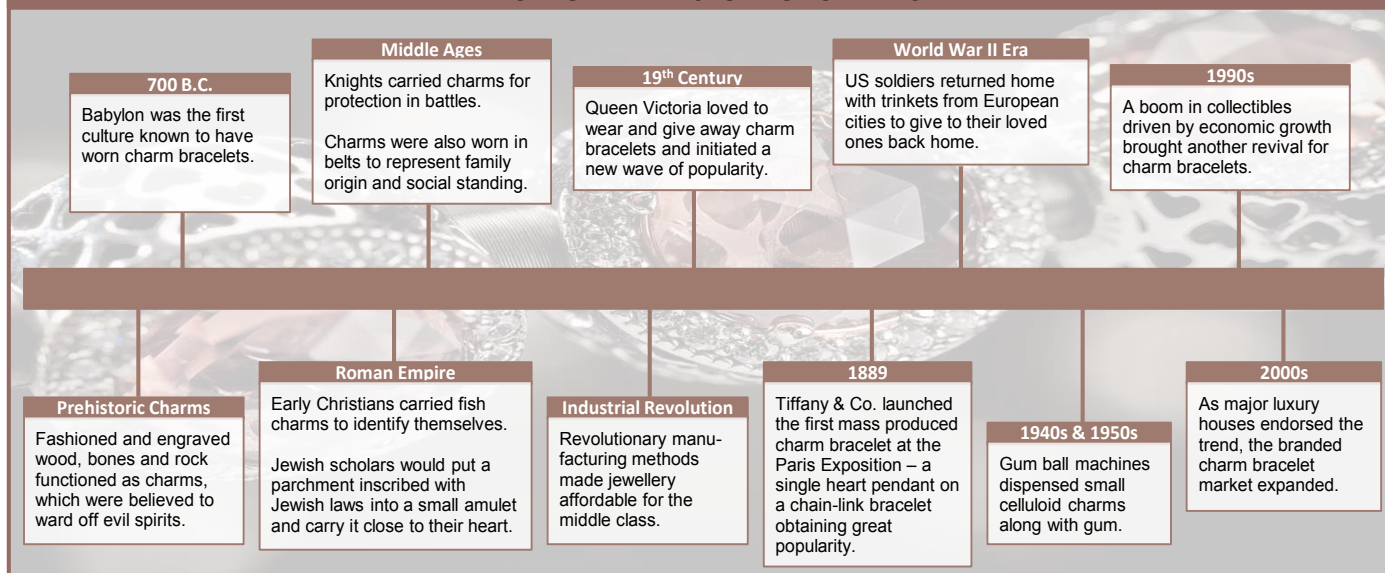 700 B.C.
Babylon was the first
culture known to have
worn charm bracelets.
Middle Ages
Knights carried charms for
protection in battles.
Charms were also worn in
belts to represent family
origin and social standing.
19th Century
Queen Victoria loved to
wear and give away charm
bracelets and initiated a
new wave of popularity.
World War II Era
US soldiers returned home
with trinkets from European
cities to give to their loved
ones back home.
1990s
A boom in collectibles
driven by economic growth
brought another revival for
charm bracelets.
Prehistoric Charms
Fashioned and engraved
wood, bones and rock
functioned as charms,
which were believed to
ward off evil spirits.
Roman Empire
Early Christians carried fish
charms to identify themselves.
Jewish scholars would put a
parchment inscribed with
Jewish laws into a small amulet
and carry it close to their heart.
Industrial Revolution
Revolutionary manu-
facturing methods
made jewellery
affordable for the
middle class.
1889
Tiffany & Co. launched
the first mass produced
charm bracelet at the
Paris Exposition – a
single heart pendant on
a chain-link bracelet
obtaining great
popularity.
1940s & 1950s
Gum ball machines
dispensed small
celluloid charms
along with gum.
2000s
As major luxury
houses endorsed the
trend, the branded
charm bracelet
market expanded.